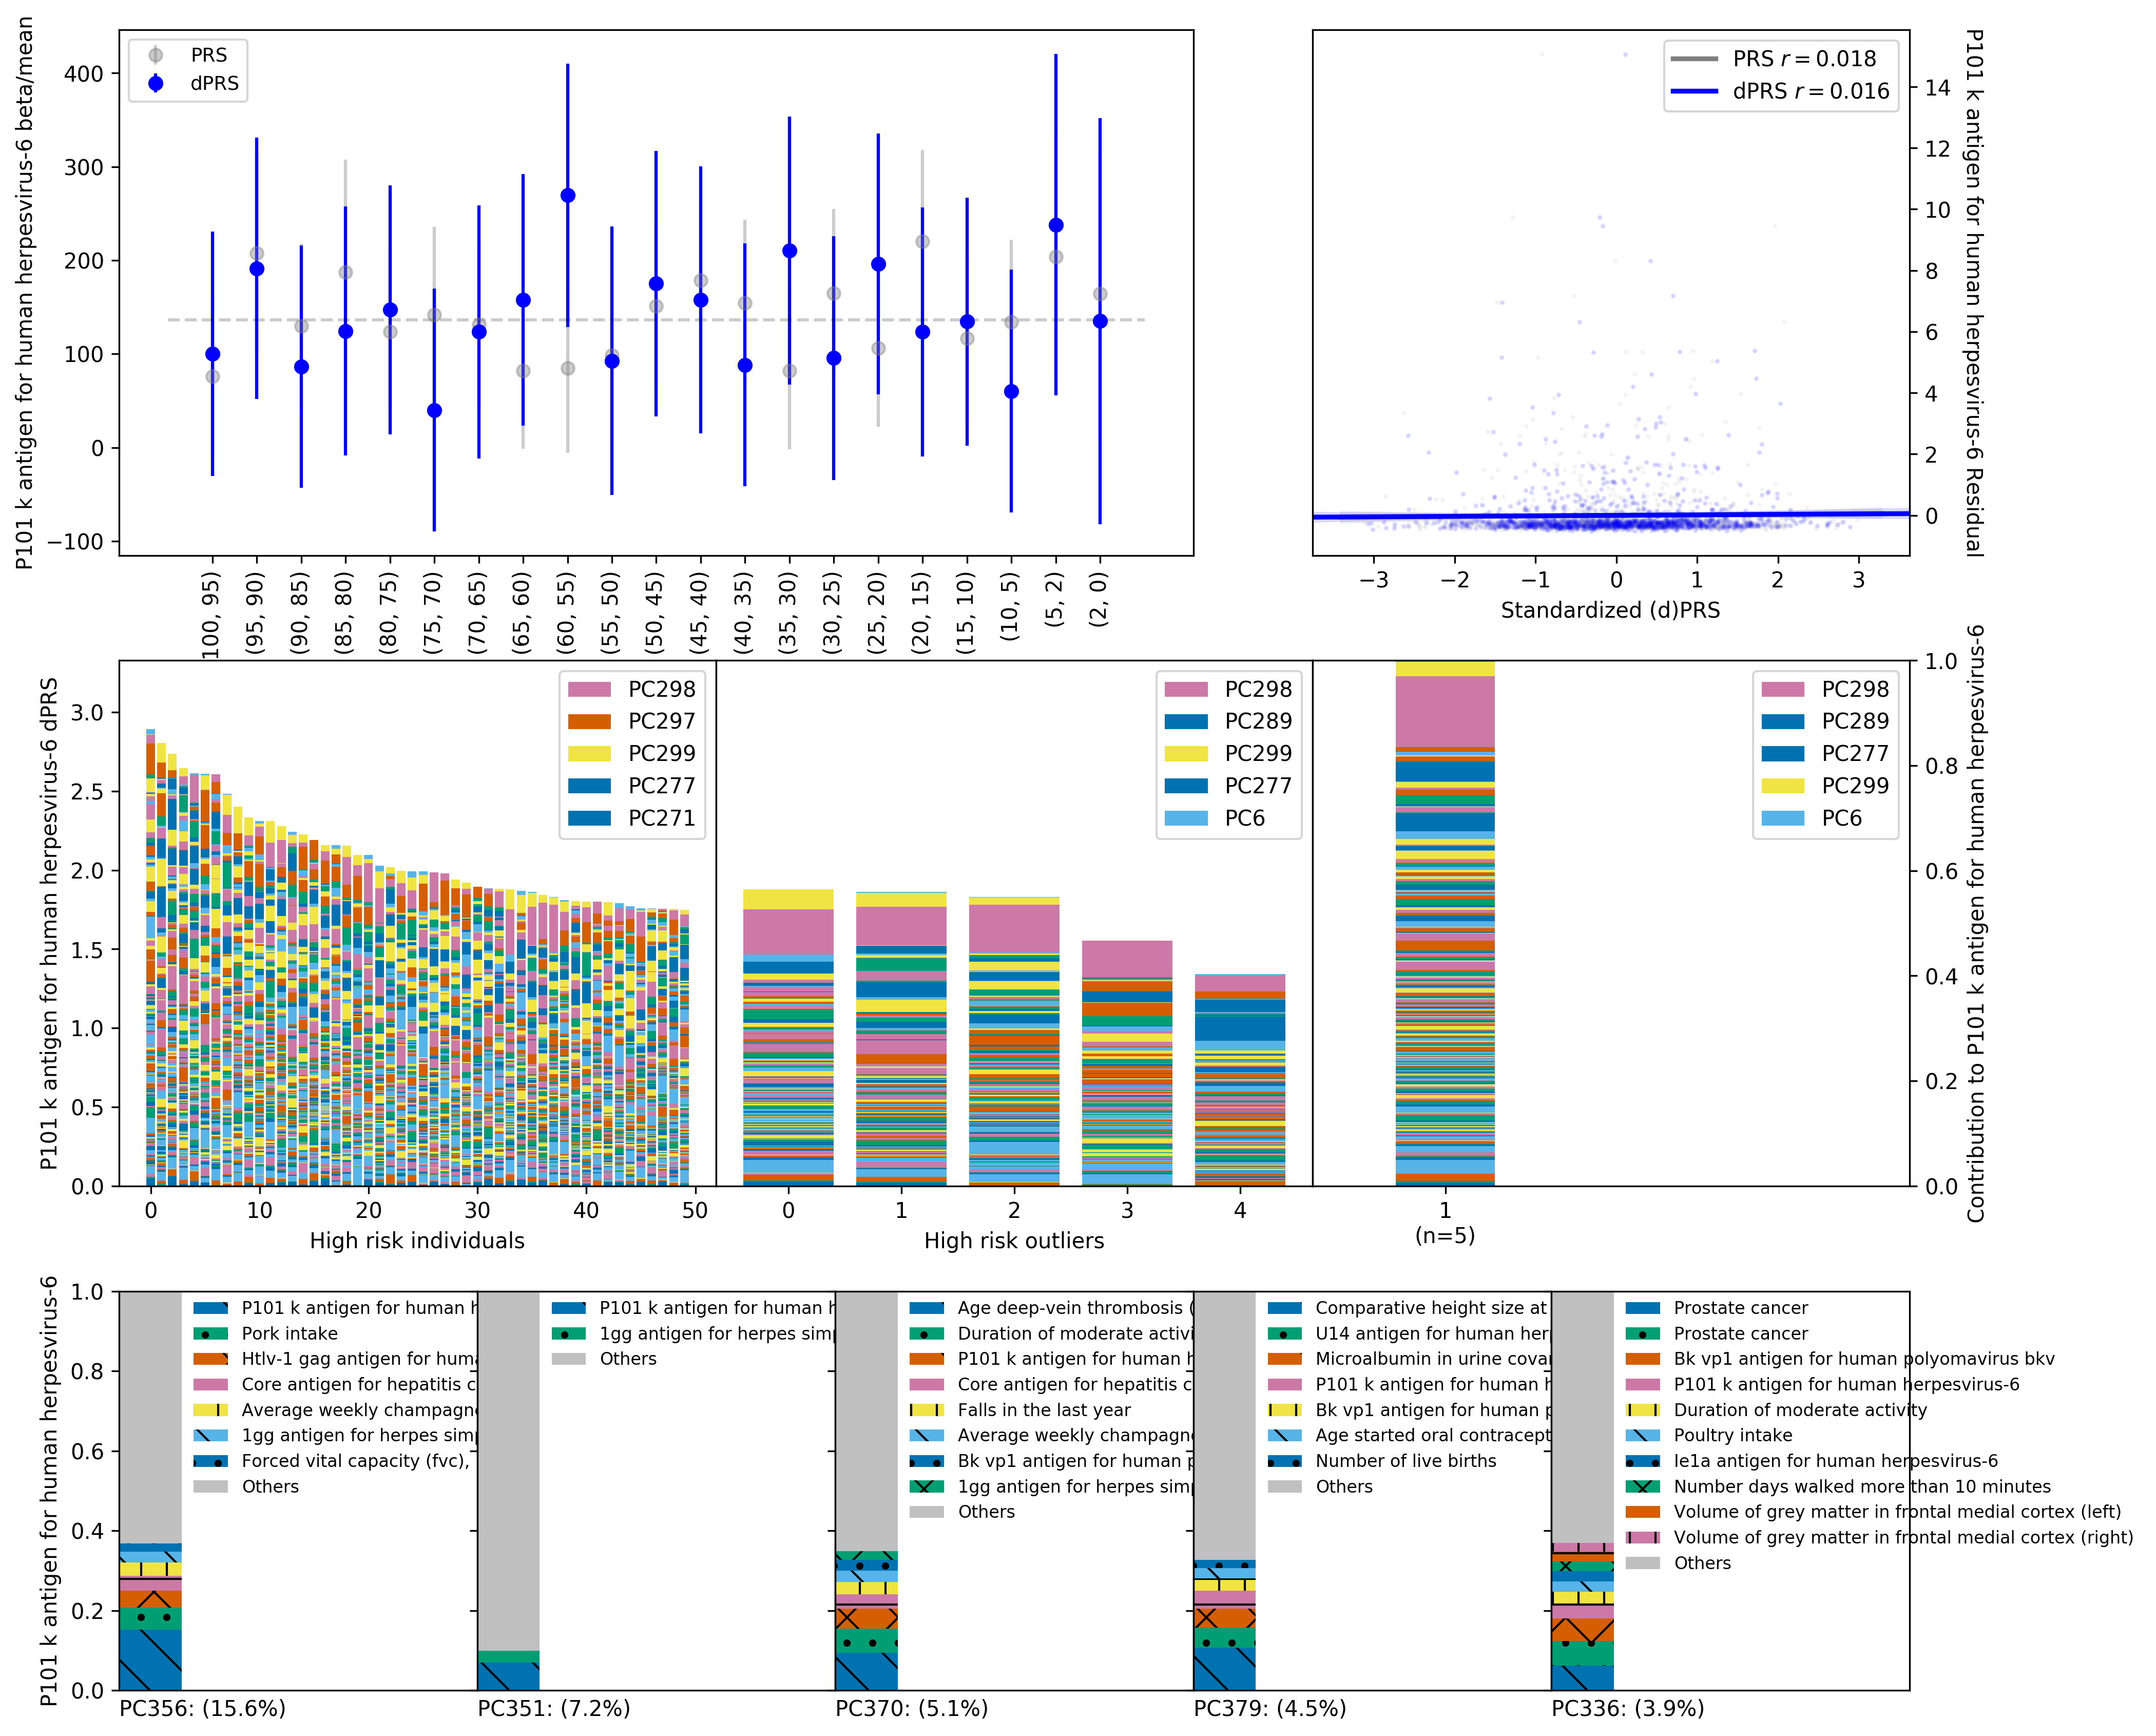 P101 k antigen for human herpesvirus-6 beta/mean
PRS
dPRS
400
300
200
100
0
−100
100, 95)
(95, 90)
(90, 85)
(85, 80)
(80, 75)
(75, 70)
(70, 65)
(65, 60)
(60, 55)
(55, 50)
(50, 45)
(45, 40)
(40, 35)
(35, 30)
(30, 25)
(25, 20)
(20, 15)
(15, 10)
(10, 5)
(5, 2)
(2, 0)
PRS r = 0.018
dPRS r = 0.016
14
12
10
8
6
4
2
0
P101 k antigen for human herpesvirus-6 Residual
−3 −2 −1 0 1 2 3
Standardized (d)PRS
P101 k antigen for human herpesvirus-6 dPRS
3.0
2.5
2.0
1.5
1.0
0.5
0.0
PC298
PC297
PC299
PC277
PC271
0 10 20 30 40 50
High risk individuals
PC298
PC289
PC299
PC277
PC6
0 1 2 3 4
High risk outliers
PC298
PC289
PC277
PC299
PC6
1
(n=5)
1.0
0.8
0.6
0.4
0.2
0.0
Contribution to P101 k antigen for human herpesvirus-6
P101 k antigen for human herpesvirus-6
1.0
0.8
0.6
0.4
0.2
0.0
P101 k antigen for human h
Pork intake
Htlv-1 gag antigen for huma
Core antigen for hepatitis c
Average weekly champagne
1gg antigen for herpes simp
Forced vital capacity (fvc),
Others
PC356: (15.6%)
P101 k antigen for human h
1gg antigen for herpes simp
Others
PC351: (7.2%)
Age deep-vein thrombosis (
Duration of moderate activi
P101 k antigen for human h
Core antigen for hepatitis c
Falls in the last year
Average weekly champagne
Bk vp1 antigen for human p
1gg antigen for herpes simp
Others
PC370: (5.1%)
Comparative height size at
U14 antigen for human her
Microalbumin in urine covar
P101 k antigen for human h
Bk vp1 antigen for human p
Age started oral contracept
Number of live births
Others
PC379: (4.5%)
Prostate cancer
Prostate cancer
Bk vp1 antigen for human polyomavirus bkv
P101 k antigen for human herpesvirus-6
Duration of moderate activity
Poultry intake
Ie1a antigen for human herpesvirus-6
Number days walked more than 10 minutes
Volume of grey matter in frontal medial cortex (left)
Volume of grey matter in frontal medial cortex (right)
Others
PC336: (3.9%)